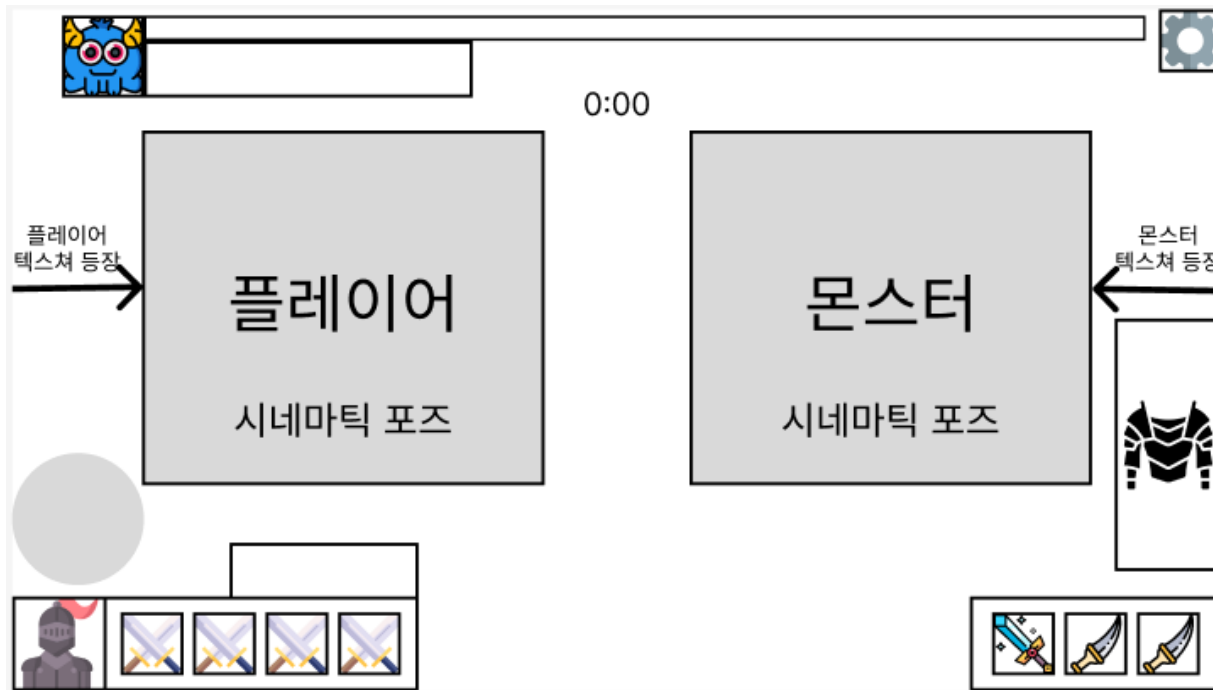 0:00
플레이어
텍스쳐 등장
몬스터
텍스쳐 등장
플레이어
몬스터
시네마틱 포즈
시네마틱 포즈